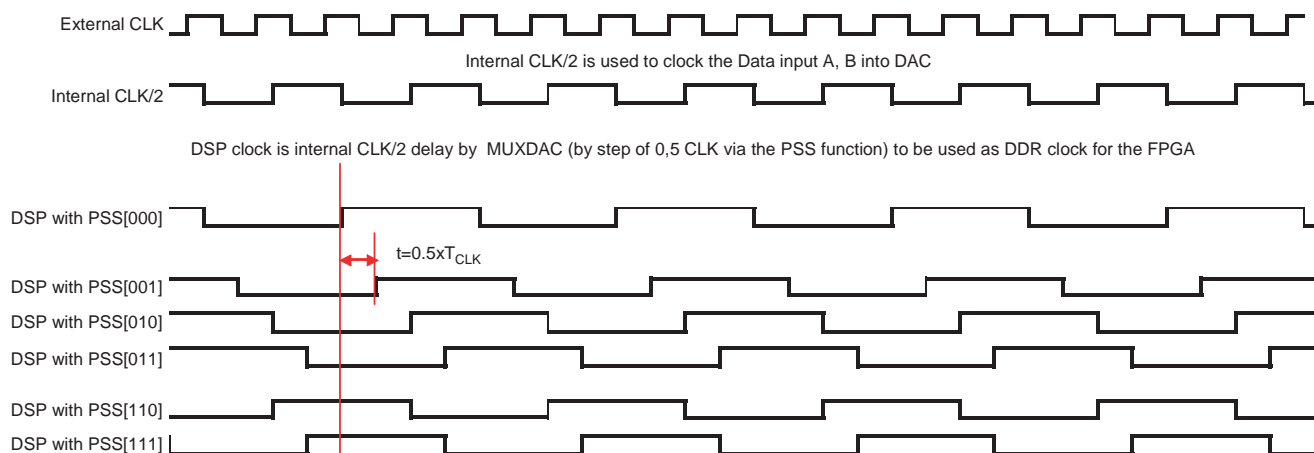 External CLK
Internal CLK/2 is used to clock the Data input A, B into DAC
Internal CLK/2
DSP clock is internal CLK/2 delay by MUXDAC (by step of 0,5 CLK via the PSS function) to be used as DDR clock for the FPGA
DSP with PSS[000]
t=0.5xTCLK
DSP with PSS[001]
DSP with PSS[010]
DSP with PSS[011]
DSP with PSS[110]
DSP with PSS[111]